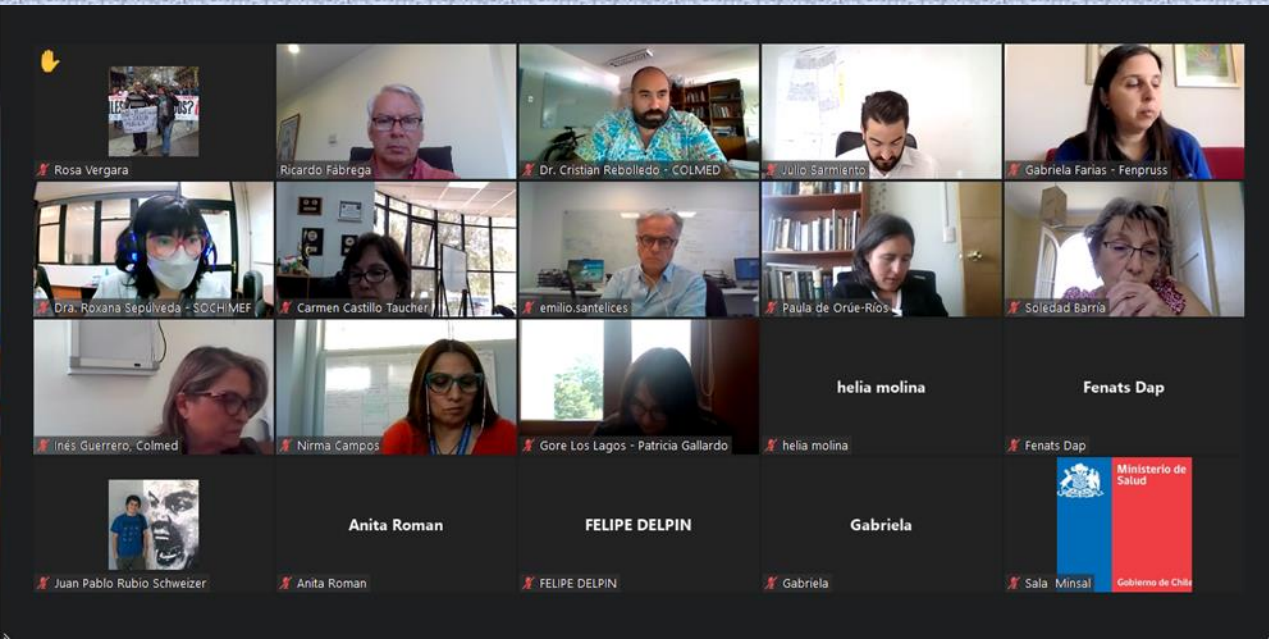 Rosa Vergara
Ricardo Fábrega
Dr. Cristian Rebolledo - COLMED
Julio Sarmiento
Gabriela Farias - Fenpruss
Dra. Roxana Sepúlveda - SOCHIMEF
Carmen Castillo Taucher
emilio.santelices
Paula de Orúe-Ríos
Soledad Barría
Inés Guerrero, Colmed
Nirma Campos
Gore Los Lagos - Patricia Gallardo
helia molina
helia molina
Fenats Dap
Fenats Dap
Juan Pablo Rubio Schweizer
Anita Roman
Anita Roman
FELIPE DELPIN
FELIPE DELPIN
Gabriela
Gabriela
Ministerio de
Salud
Gobierno de Chile
Sala Minsal